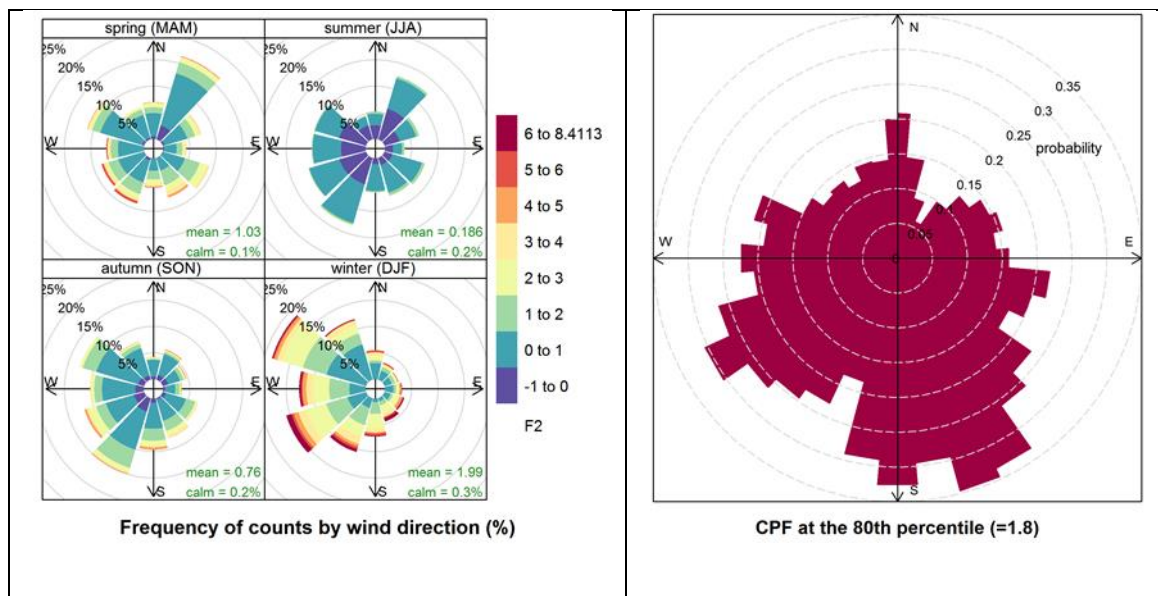 spring (MAM)
25%
20%
15%
10%
5%
N
W
E
S
mean = 1.03
calm = 0.1%
summer (JJA)
25%
20%
15%
10%
5%
N
W
E
S
mean = 0.186
calm = 0.2%
autumn (SON)
25%
20%
15%
10%
5%
N
W
E
S
mean = 0.76
calm = 0.2%
winter (DJF)
25%
20%
15%
10%
5%
N
W
E
S
mean = 1.99
calm = 0.3%
6 to 8.4113
5 to 6
4 to 5
3 to 4
2 to 3
1 to 2
0 to 1
-1 to 0
F2
Frequency of counts by wind direction (%)
N
0.35
0.3
0.25
probability
0.2
0.15
0.1
0.05
0
W
E
S
CPF at the 80th percentile (=1.8)